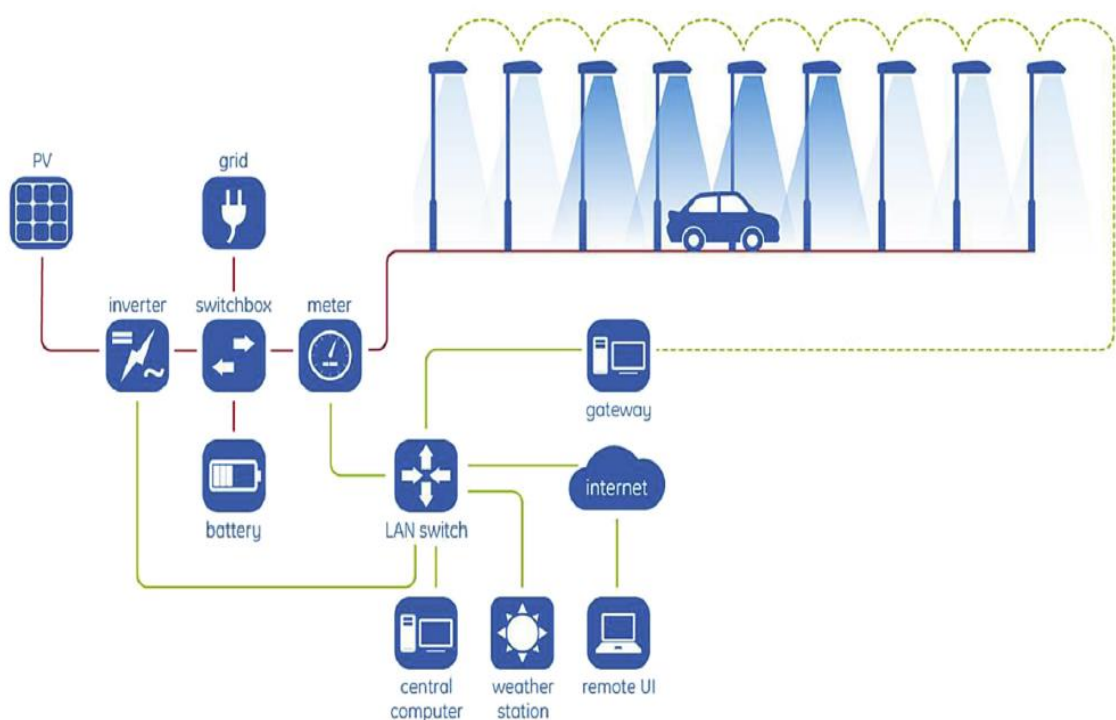 PV
grid
inverter
switchbox
meter
gateway
battery
LAN switch
internet
central
computer
weather
station
remote UI